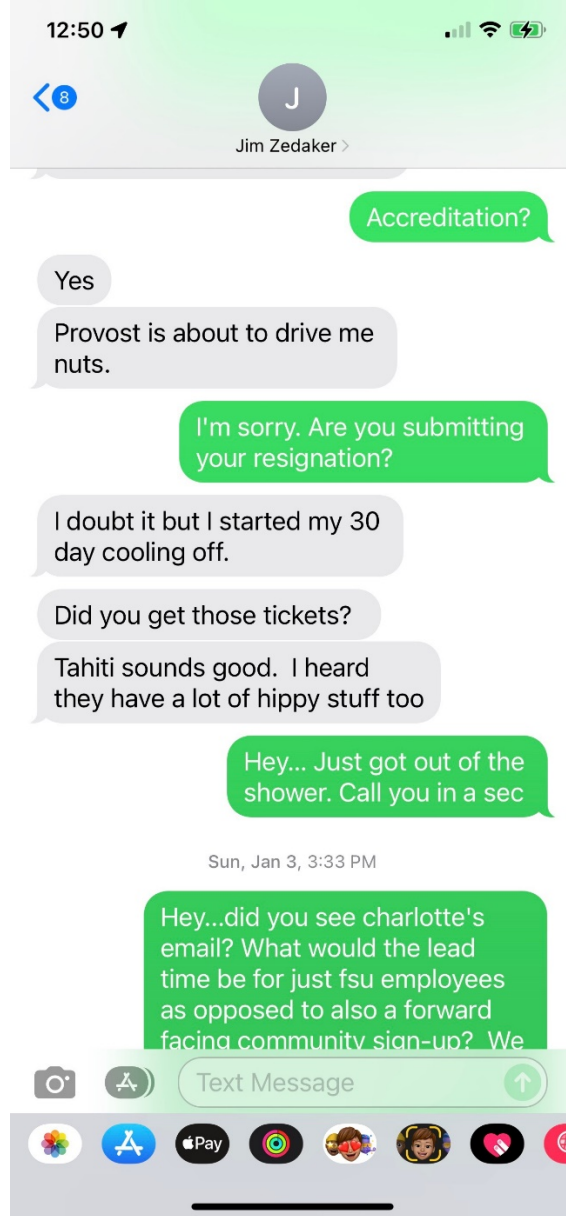 12:50
8
J
Jim Zedaker
Accreditation?
Yes
Provost is about to drive me
nuts.
I'm sorry. Are you submitting
your resignation?
I doubt it but I started my 30
day cooling off.
Did you get those tickets?
Tahiti sounds good.  I heard
they have a lot of hippy stuff too
Hey... Just got out of the
shower. Call you in a sec
Sun, Jan 3, 3:33 PM
Hey...did you see charlotte's
email? What would the lead
time be for just fsu employees
as opposed to also a forward
facing community sign-up?  We
Text Message
Pay